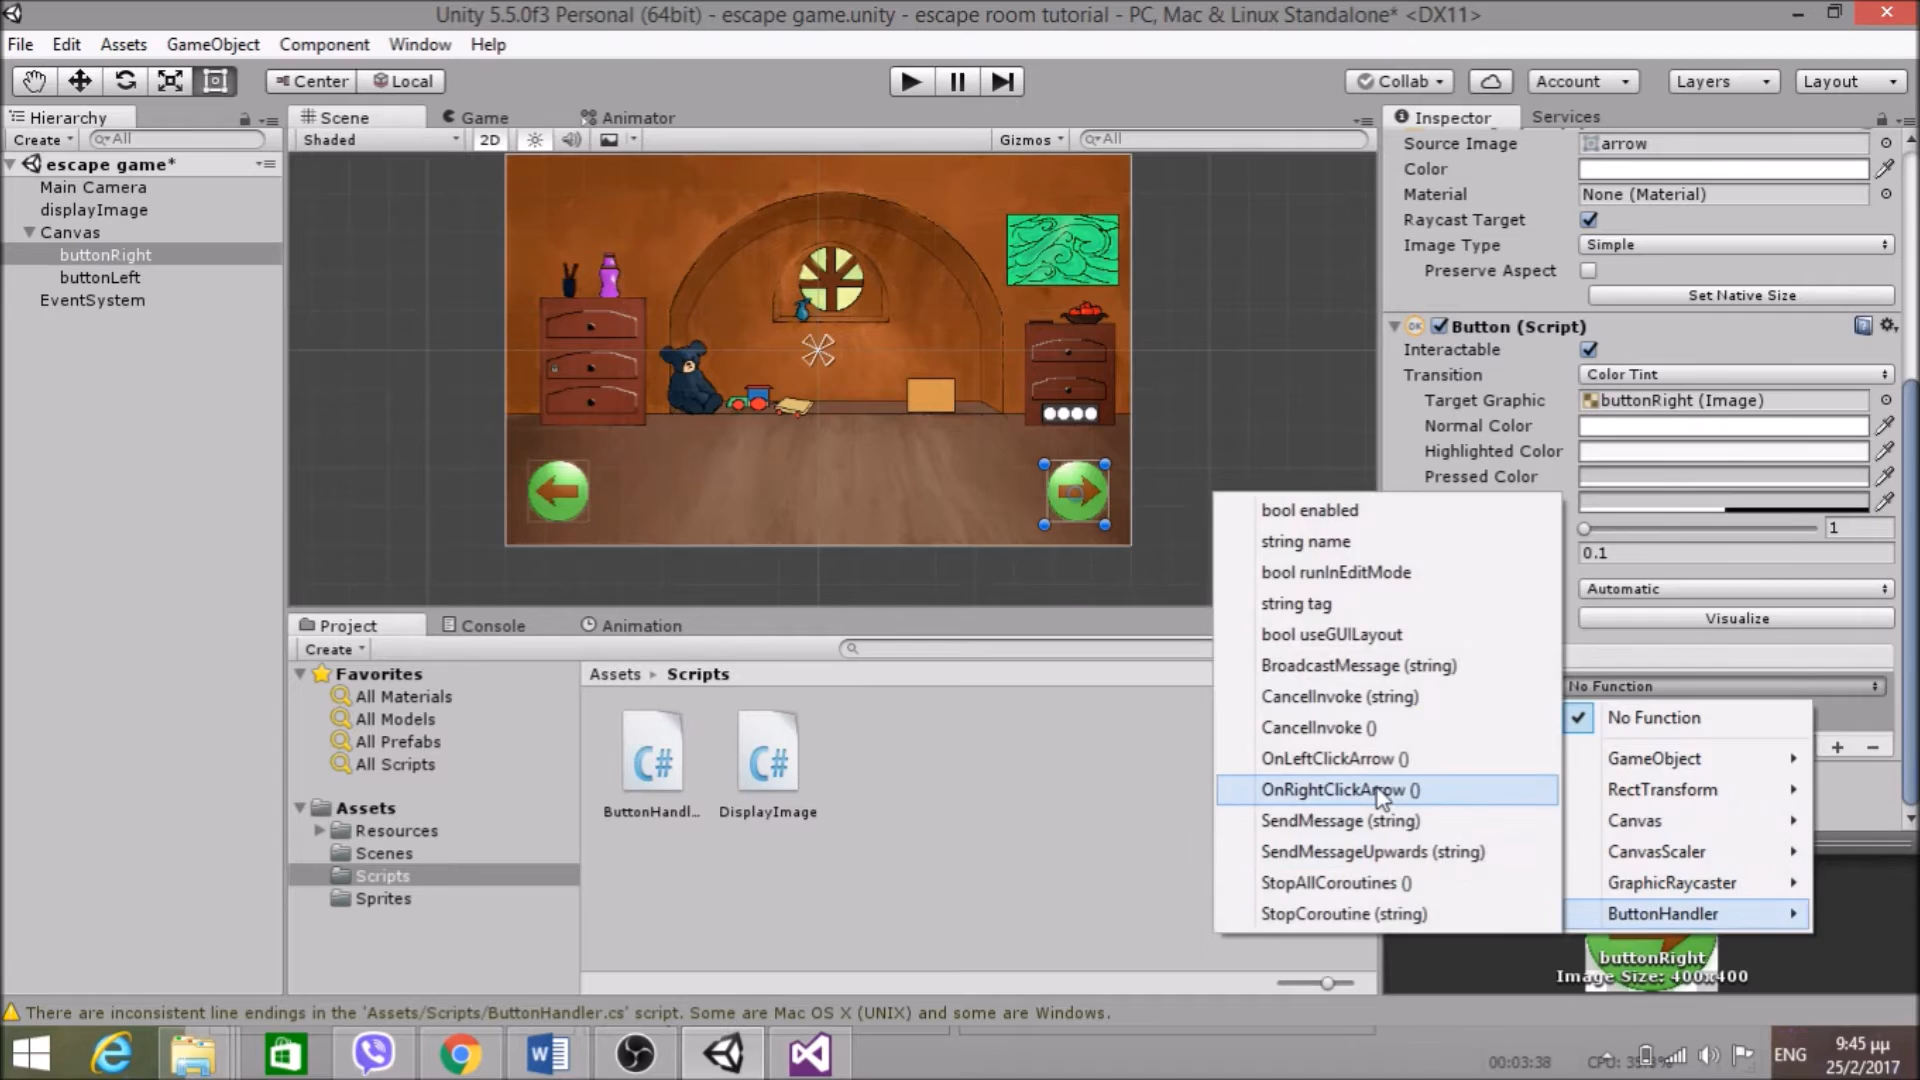 Unity 5.5.0f3 Personal (64bit) - escape game.unity - escape room tutorial - PC, Mac & Linux Standalone* <DX11>
File Edit Assets GameObject Component Window Help
Center Local Collab Account Layers Layout
Hierarchy
Create All
escape game*
Main Camera
displayImage
Canvas
buttonRight
buttonLeft
EventSystem
Scene Game Animator
Shaded 2D Gizmos All
Inspector Services
Source Image arrow
Color
Material None (Material)
Raycast Target
Image Type Simple
Preserve Aspect
Set Native Size
Button (Script)
Interactable
Transition Color Tint
Target Graphic buttonRight (Image)
Normal Color
Highlighted Color
Pressed Color
1
0.1
Automatic
Visualize
No Function
No Function
GameObject
RectTransform
Canvas
CanvasScaler
GraphicRaycaster
ButtonHandler
bool enabled
string name
bool runInEditMode
string tag
bool useGUILayout
BroadcastMessage (string)
CancelInvoke (string)
CancelInvoke ()
OnLeftClickArrow ()
OnRightClickArrow ()
SendMessage (string)
SendMessageUpwards (string)
StopAllCoroutines ()
StopCoroutine (string)
buttonRight
Image Size: 400x400
Project Console Animation
Create
Favorites
All Materials
All Models
All Prefabs
All Scripts
Assets
Resources
Scenes
Scripts
Sprites
Assets Scripts
C# C#
ButtonHandl... DisplayImage
There are inconsistent line endings in the 'Assets/Scripts/ButtonHandler.cs' script. Some are Mac OS X (UNIX) and some are Windows.
00:03:38
ENG
9:45 μμ
25/2/2017